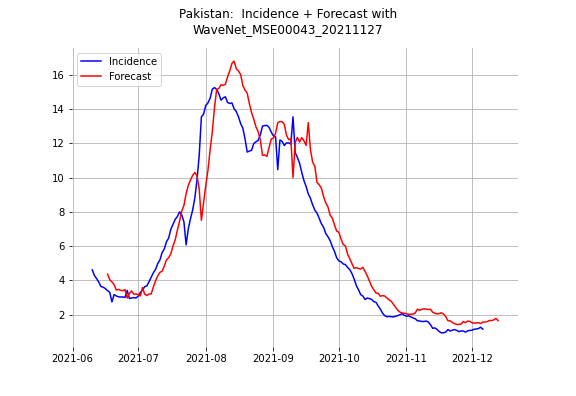 Pakistan:  Incidence + Forecast with
WaveNet_MSE00043_20211127
Incidence
Forecast
16
14
12
10
8
6
4
2
2021-06 2021-07 2021-08 2021-09 2021-10 2021-11 2021-12